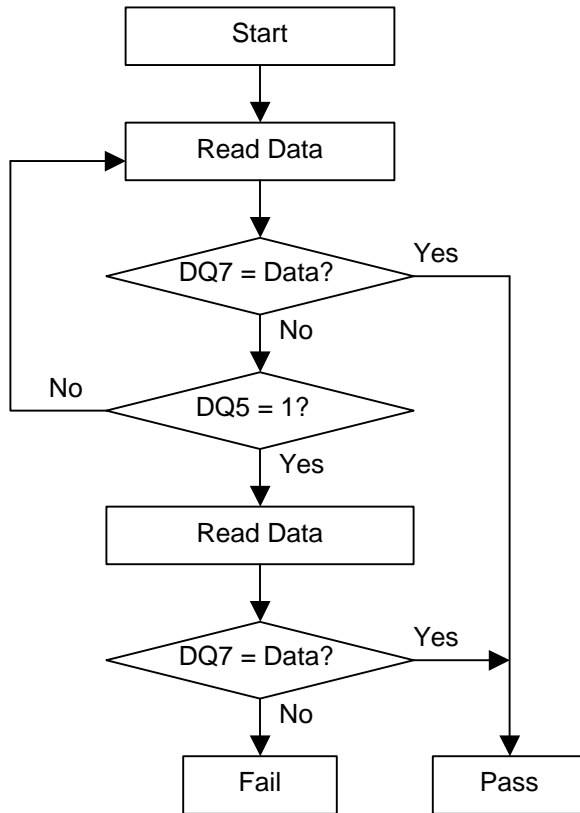 Start
Read Data
DQ7 = Data?
Yes
No
No
DQ5 = 1?
Yes
Read Data
DQ7 = Data?
Yes
No
Fail
Pass